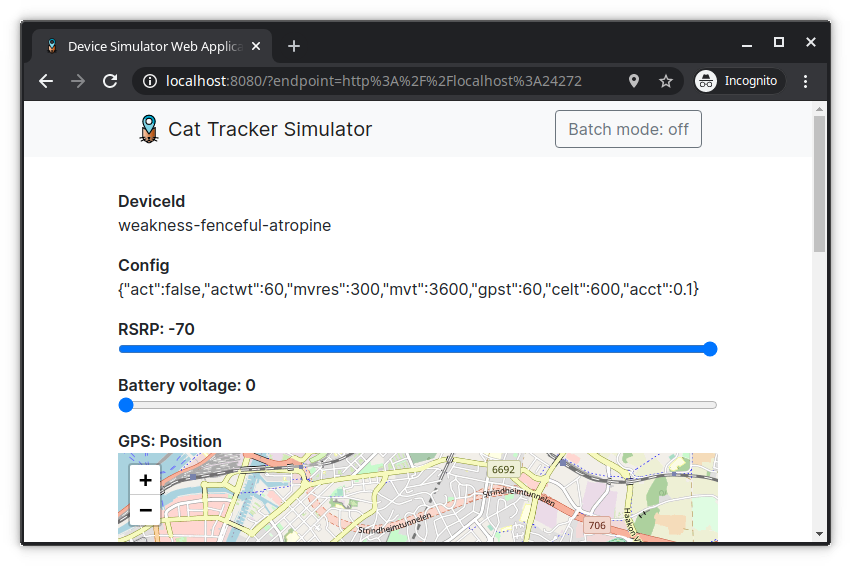 Device Simulator Web Applica
localhost:8080/?endpoint=http%3A%2F%2Flocalhost%3A24272
Incognito
Cat Tracker Simulator
Batch mode: off
DeviceId
weakness-fenceful-atropine
Config
{"act":false,"actwt":60,"mvres":300,"mvt":3600,"gpst":60,"celt":600,"acct":0.1}
RSRP: -70
Battery voltage: 0
GPS: Position
+
−
6692
Strindheimtunnelen
Strindheimtunnelen
706